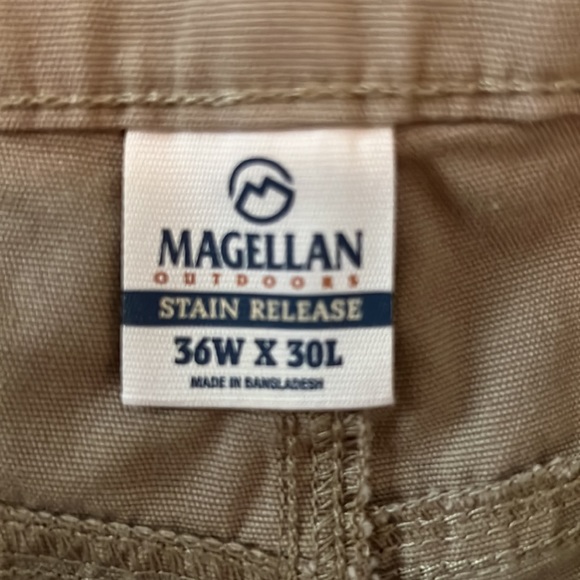 MAGELLAN
OUTDOORS
STAIN RELEASE
36W X 30L
MADE IN BANGLADESH